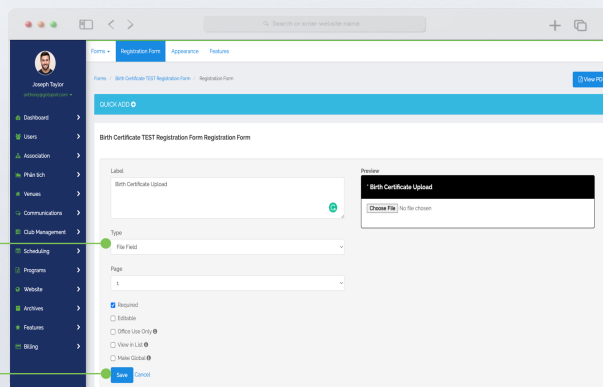 Search or enter website name
Forms
Registration Form
Appearance
Features
Joseph Taylor
Forms / Birth Certificate TEST Registration Form / Registration Form
View PD
QUICK ADD
Birth Certificate TEST Registration Form Registration Form
Dashboard
Users
Association
Phân tích
Venues
Communications
Club Management
Scheduling
Programs
Website
Archives
Features
Billing
Label
Birth Certificate Upload
Type
File Field
Page
1
Required
Editable
Office Use Only
View in List
Make Global
Save Cancel
Preview
* Birth Certificate Upload
Choose File No file chosen